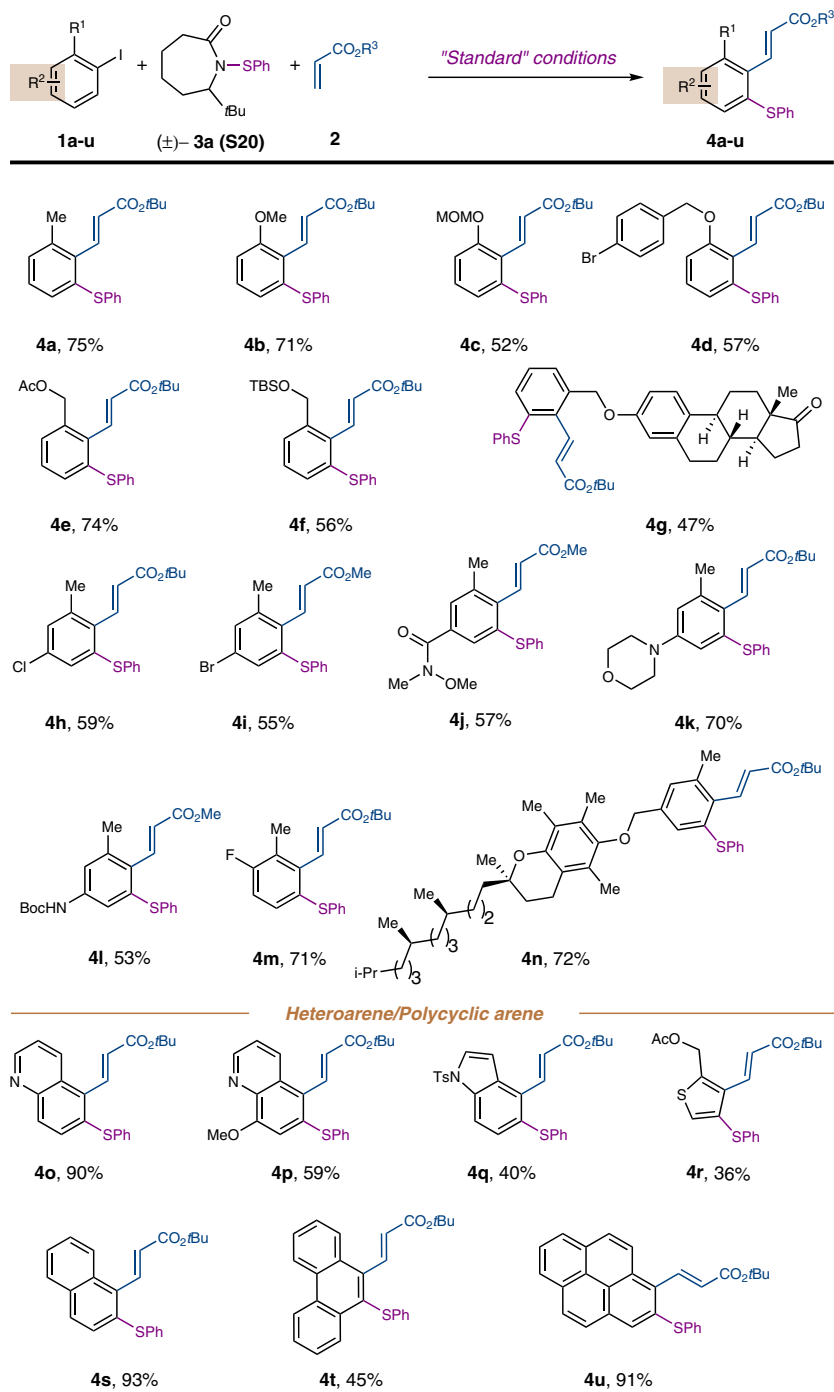 R¹ I R² + O N SPh tBu + CO₂R³ "Standard" conditions R¹ CO₂R³ R² SPh
1a-u (±)– 3a (S20) 2 4a-u
Me CO₂tBu SPh
OMe CO₂tBu SPh
MOMO CO₂tBu SPh
Br O CO₂tBu SPh
4a, 75% 4b, 71% 4c, 52% 4d, 57%
AcO CO₂tBu SPh
TBSO CO₂tBu SPh
PhS CO₂tBu O H H H Me O
4e, 74% 4f, 56% 4g, 47%
Me CO₂tBu Cl SPh
Me CO₂Me Br SPh
Me CO₂Me O N Me OMe SPh
Me CO₂tBu N O SPh
4h, 59% 4i, 55% 4j, 57% 4k, 70%
Me CO₂Me BocHN SPh
F Me CO₂tBu SPh
i-Pr ( )₃ Me ( )₃ Me ( )₂ Me O Me Me Me O Me CO₂tBu SPh
4l, 53% 4m, 71% 4n, 72%
Heteroarene/Polycyclic arene
N CO₂tBu SPh
N MeO CO₂tBu SPh
TsN CO₂tBu SPh
AcO S CO₂tBu SPh
4o, 90% 4p, 59% 4q, 40% 4r, 36%
CO₂tBu SPh
CO₂tBu SPh
CO₂tBu SPh
4s, 93% 4t, 45% 4u, 91%